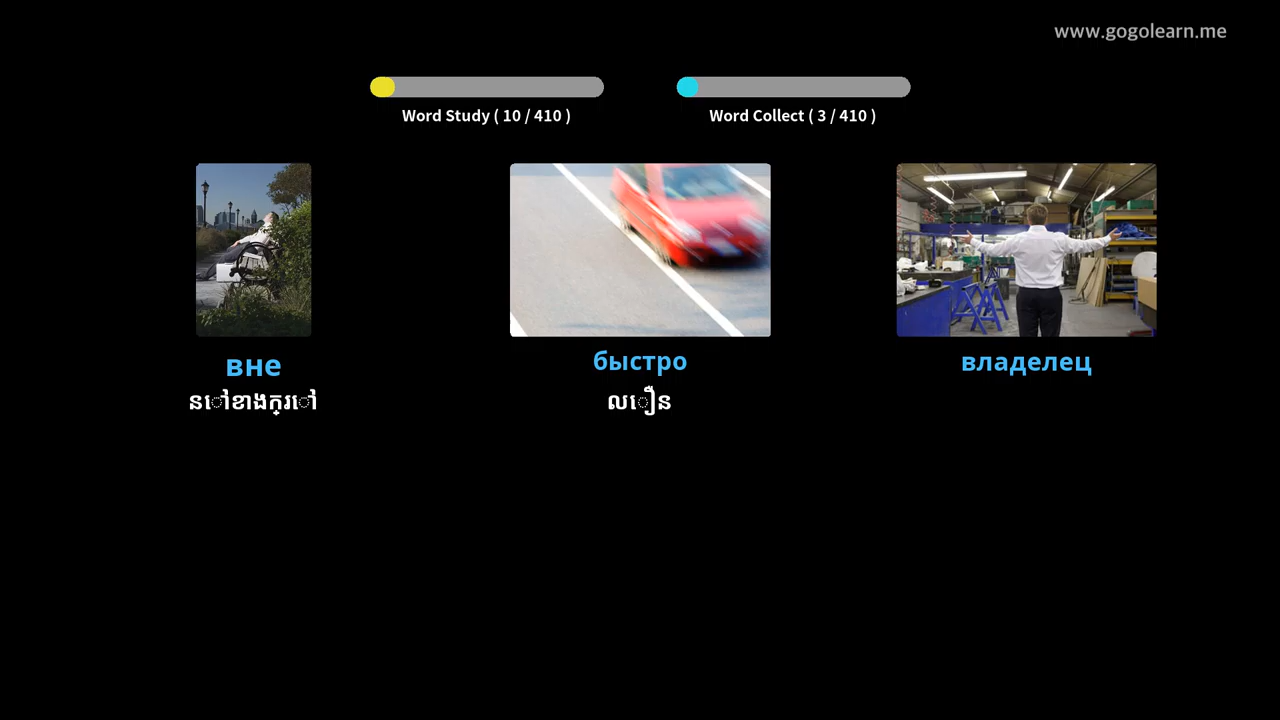 www.gogolearn.me
Word Study ( 10 / 410 )
Word Collect ( 3 / 410 )
вне
быстро
владелец
នៅខាងក្រៅ
លឿន